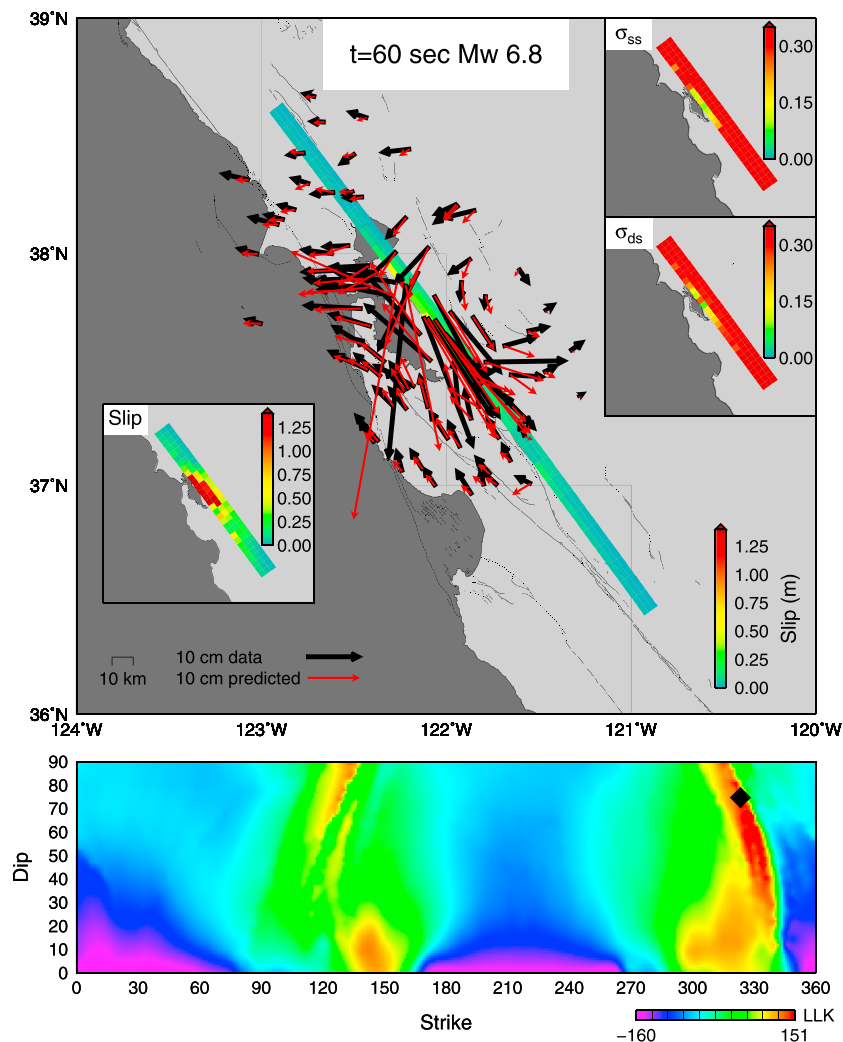 39°N
t=60 sec Mw 6.8
σss
0.30
0.15
0.00
38°N
σds
0.30
0.15
0.00
Slip
1.25
1.00
0.75
0.50
0.25
0.00
37°N
1.25
1.00
0.75
0.50
0.25
0.00
Slip (m)
10 km
10 cm data
10 cm predicted
36°N
124°W 123°W 122°W 121°W 120°W
90
80
70
60
50
40
30
20
10
0
Dip
0 30 60 90 120 150 180 210 240 270 300 330 360
Strike
LLK
−160 151